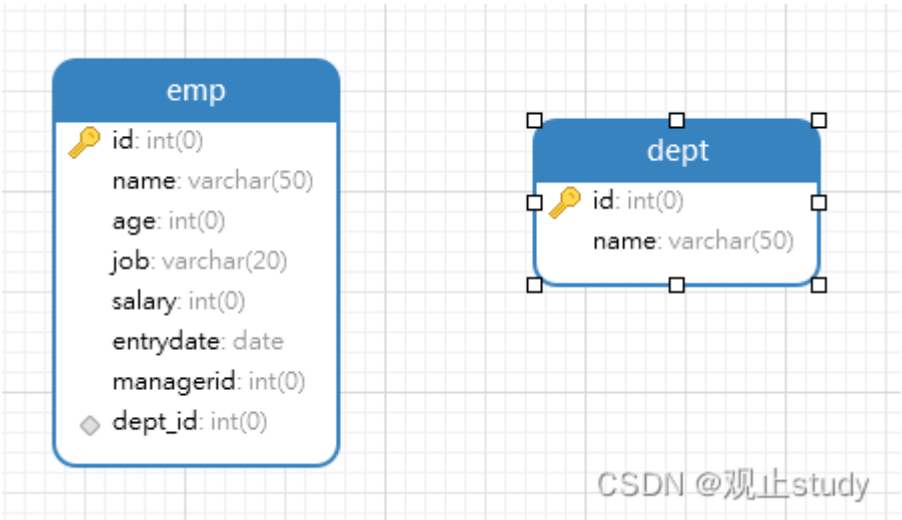 emp
id: int(0)
name: varchar(50)
age: int(0)
job: varchar(20)
salary: int(0)
entrydate: date
managerid: int(0)
dept_id: int(0)
dept
id: int(0)
name: varchar(50)
CSDN @观止study